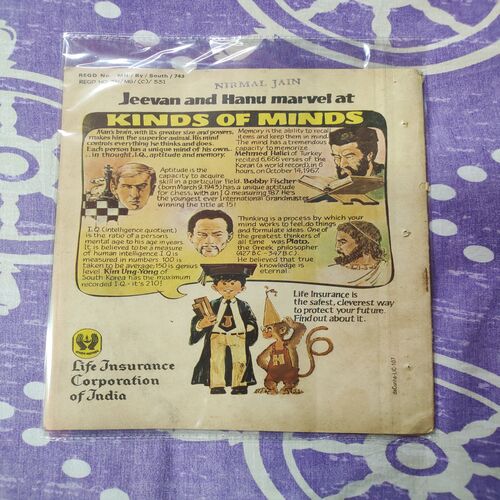 REGD No. MH/By/South/743
NIRMAL JAIN
Jeevan and Hanu marvel at
KINDS OF MINDS
Man's brain, with its greater size and powers,
makes him the superior animal. His mind
controls everything he thinks and does.
Each person has a unique mind of his own..
..in thought, I.Q., aptitude and memory.
Memory is the ability to recall
items and keep them in mind.
The mind has a tremendous
capacity to memorize.
Mehmed Halici of Turkey
recited 6,666 verses of the
Koran (a world record) in 6
hours, on October 14, 1967.
Aptitude is the
capacity to acquire
skill in a particular field. Bobby Fischer
(born March 9, 1943) has a unique aptitude
for chess, with an I.Q measuring 187. He's
the youngest ever International Grandmaster
winning the title at 15!
I.Q. (intelligence quotient)
is the ratio of a person's
mental age to his age in years.
It is believed to be a measure
of human intelligence. I.Q. is
measured in numbers: 100 is
taken to be average; 150 is genius
level. Kim Ung-Yong of
South Korea has the maximum
recorded I.Q.- it's 210!
Thinking is a process by which your
mind works to feel, do things
and formulate ideas. One of
the greatest thinkers of
all time was Plato,
the Greek philosopher
(427 B.C - 347 B.C.).
He believed that true
knowledge is
eternal
H
Life Insurance is
the safest, cleverest way
to protect your future.
Find out about it.
Life Insurance
Corporation
of India
daCunha-LIC-107